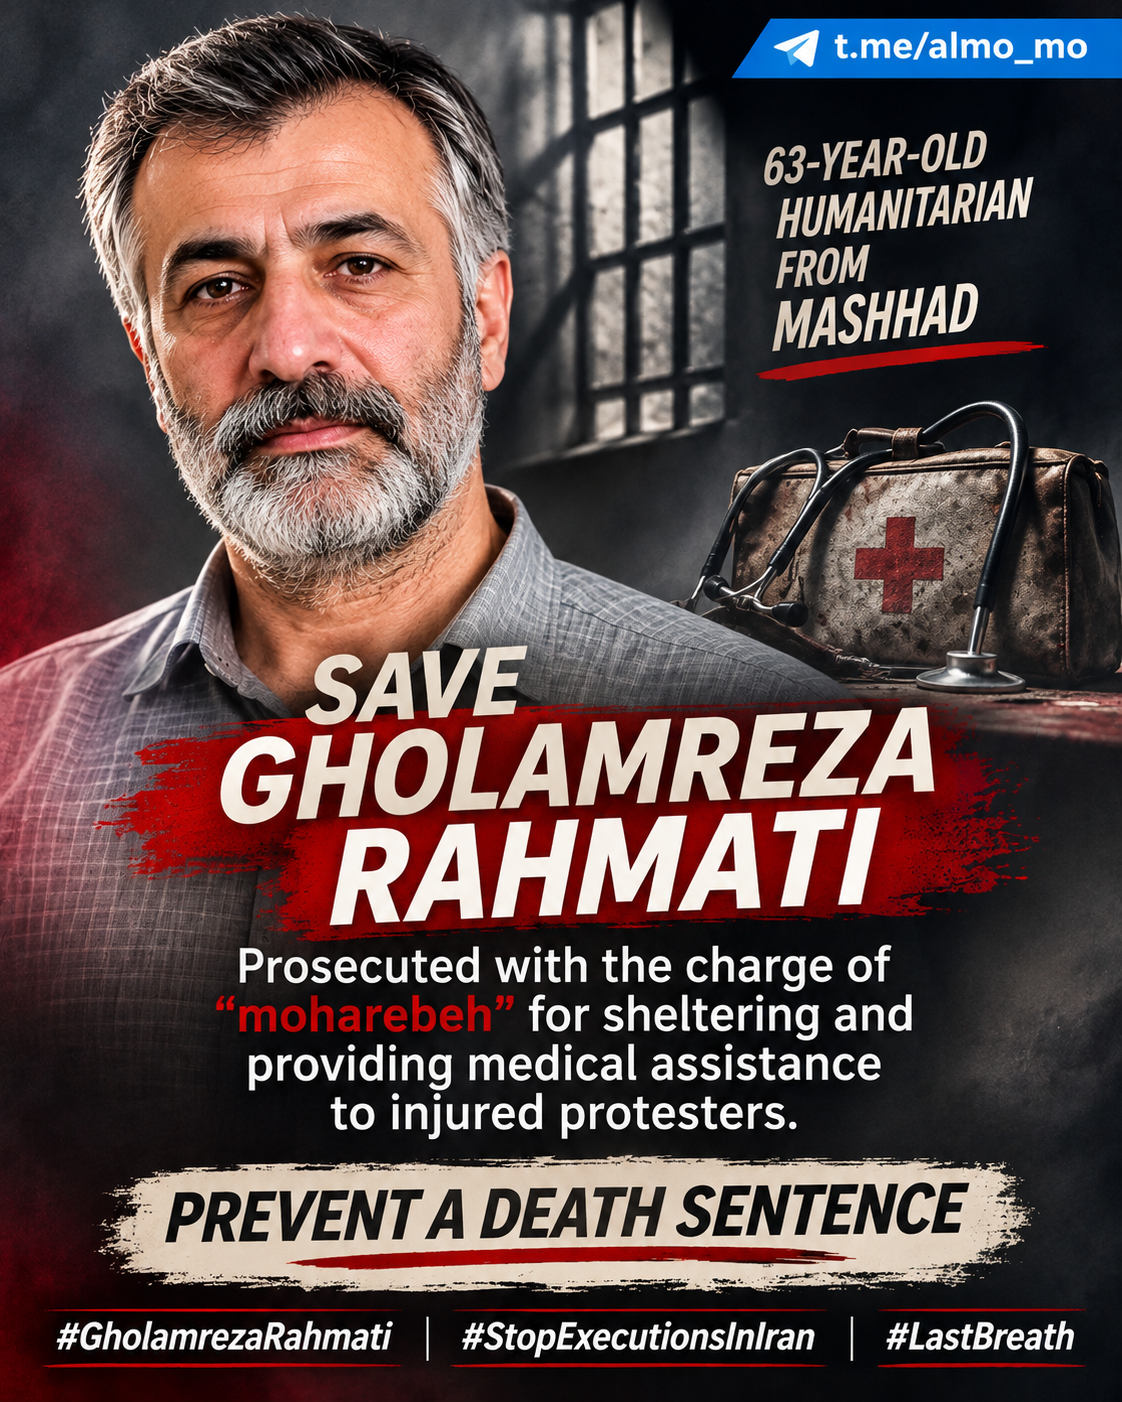 t.me/almo_mo
63-YEAR-OLD
HUMANITARIAN
FROM
MASHHAD
SAVE
GHOLAMREZA
RAHMATI
Prosecuted with the charge of
“moharebeh” for sheltering and
providing medical assistance
to injured protesters.
PREVENT A DEATH SENTENCE
#GholamrezaRahmati | #StopExecutionsInIran | #LastBreath